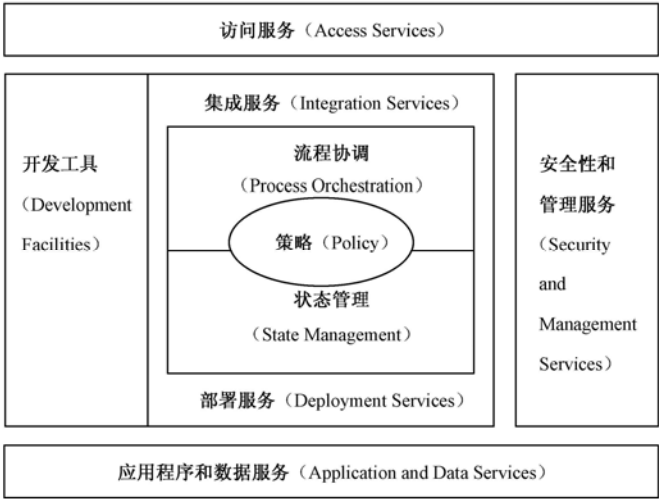 访问服务（Access Services）
集成服务（Integration Services）
开发工具
（Development
Facilities）
流程协调
（Process Orchestration）
策略（Policy）
状态管理
（State Management）
部署服务（Deployment Services）
安全性和
管理服务
（Security
and
Management
Services）
应用程序和数据服务（Application and Data Services）